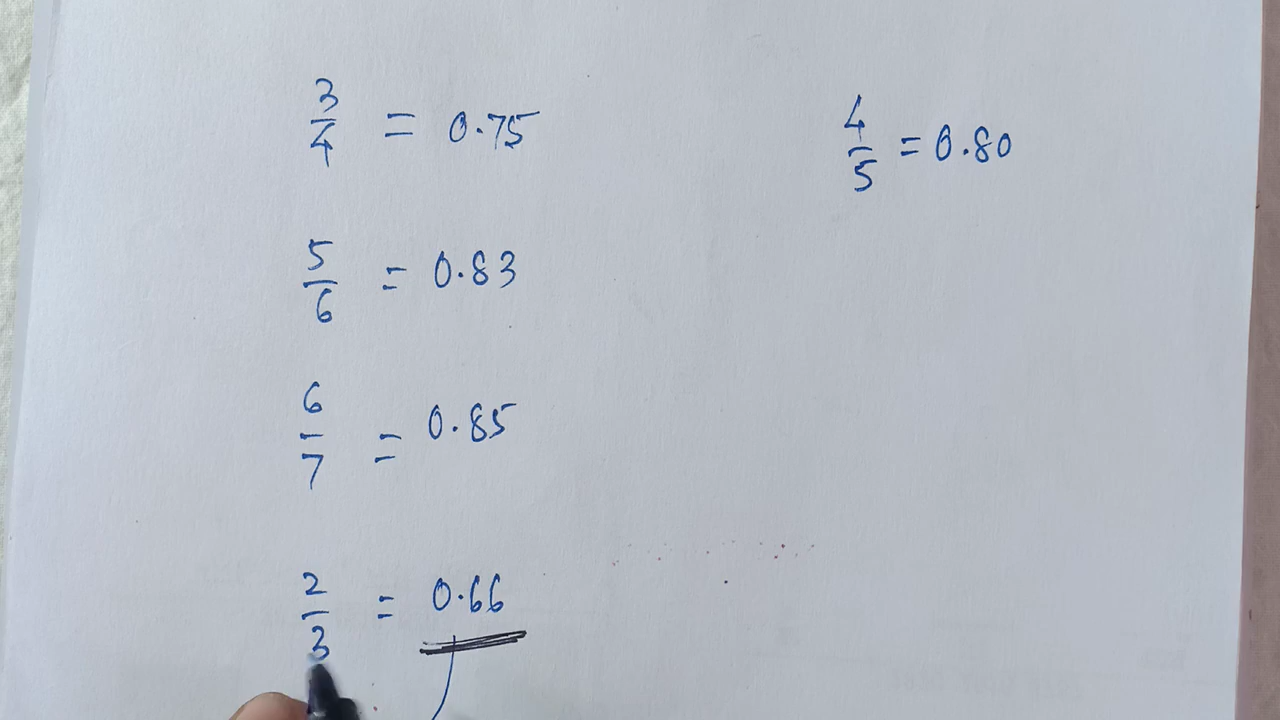 3/4 = 0.75
4/5 = 0.80
5/6 = 0.83
6/7 = 0.85
2/3 = 0.66